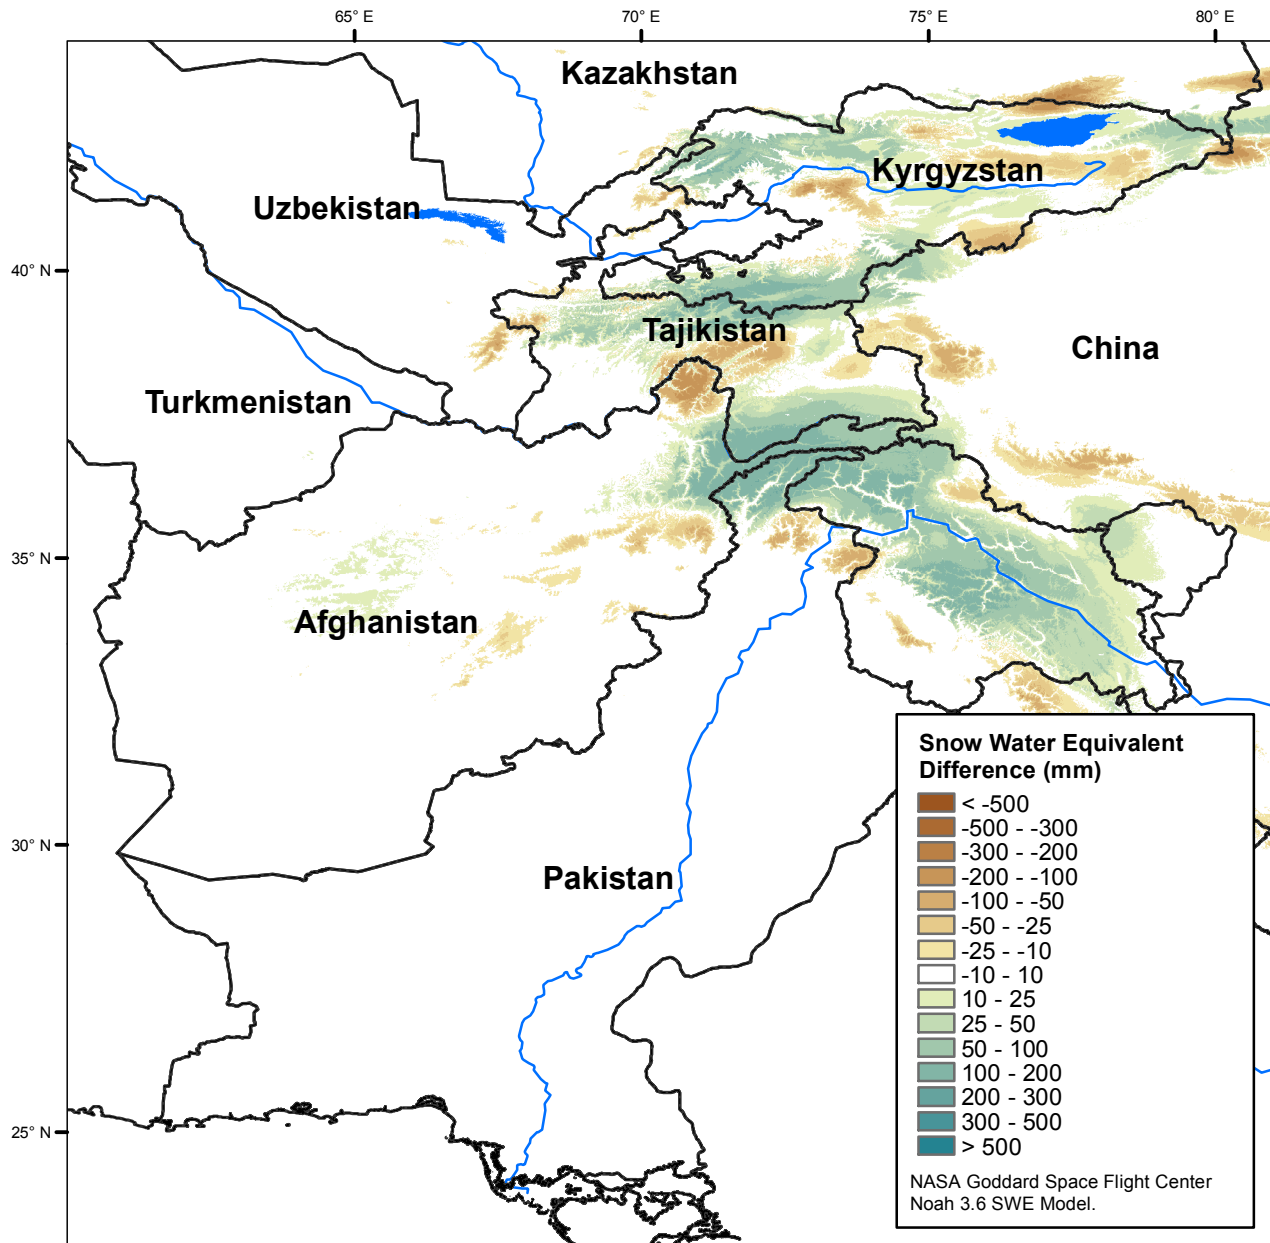 65° E
70° E
75° E
80° E
Kazakhstan
Kyrgyzstan
Uzbekistan
40° N
Tajikistan
China
Turkmenistan
35° N
Afghanistan
Snow Water Equivalent
Difference (mm)
< -500
-500 - -300
-300 - -200
-200 - -100
-100 - -50
-50 - -25
-25 - -10
-10 - 10
10 - 25
25 - 50
50 - 100
100 - 200
200 - 300
300 - 500
> 500
30° N
Pakistan
25° N
NASA Goddard Space Flight Center
Noah 3.6 SWE Model.